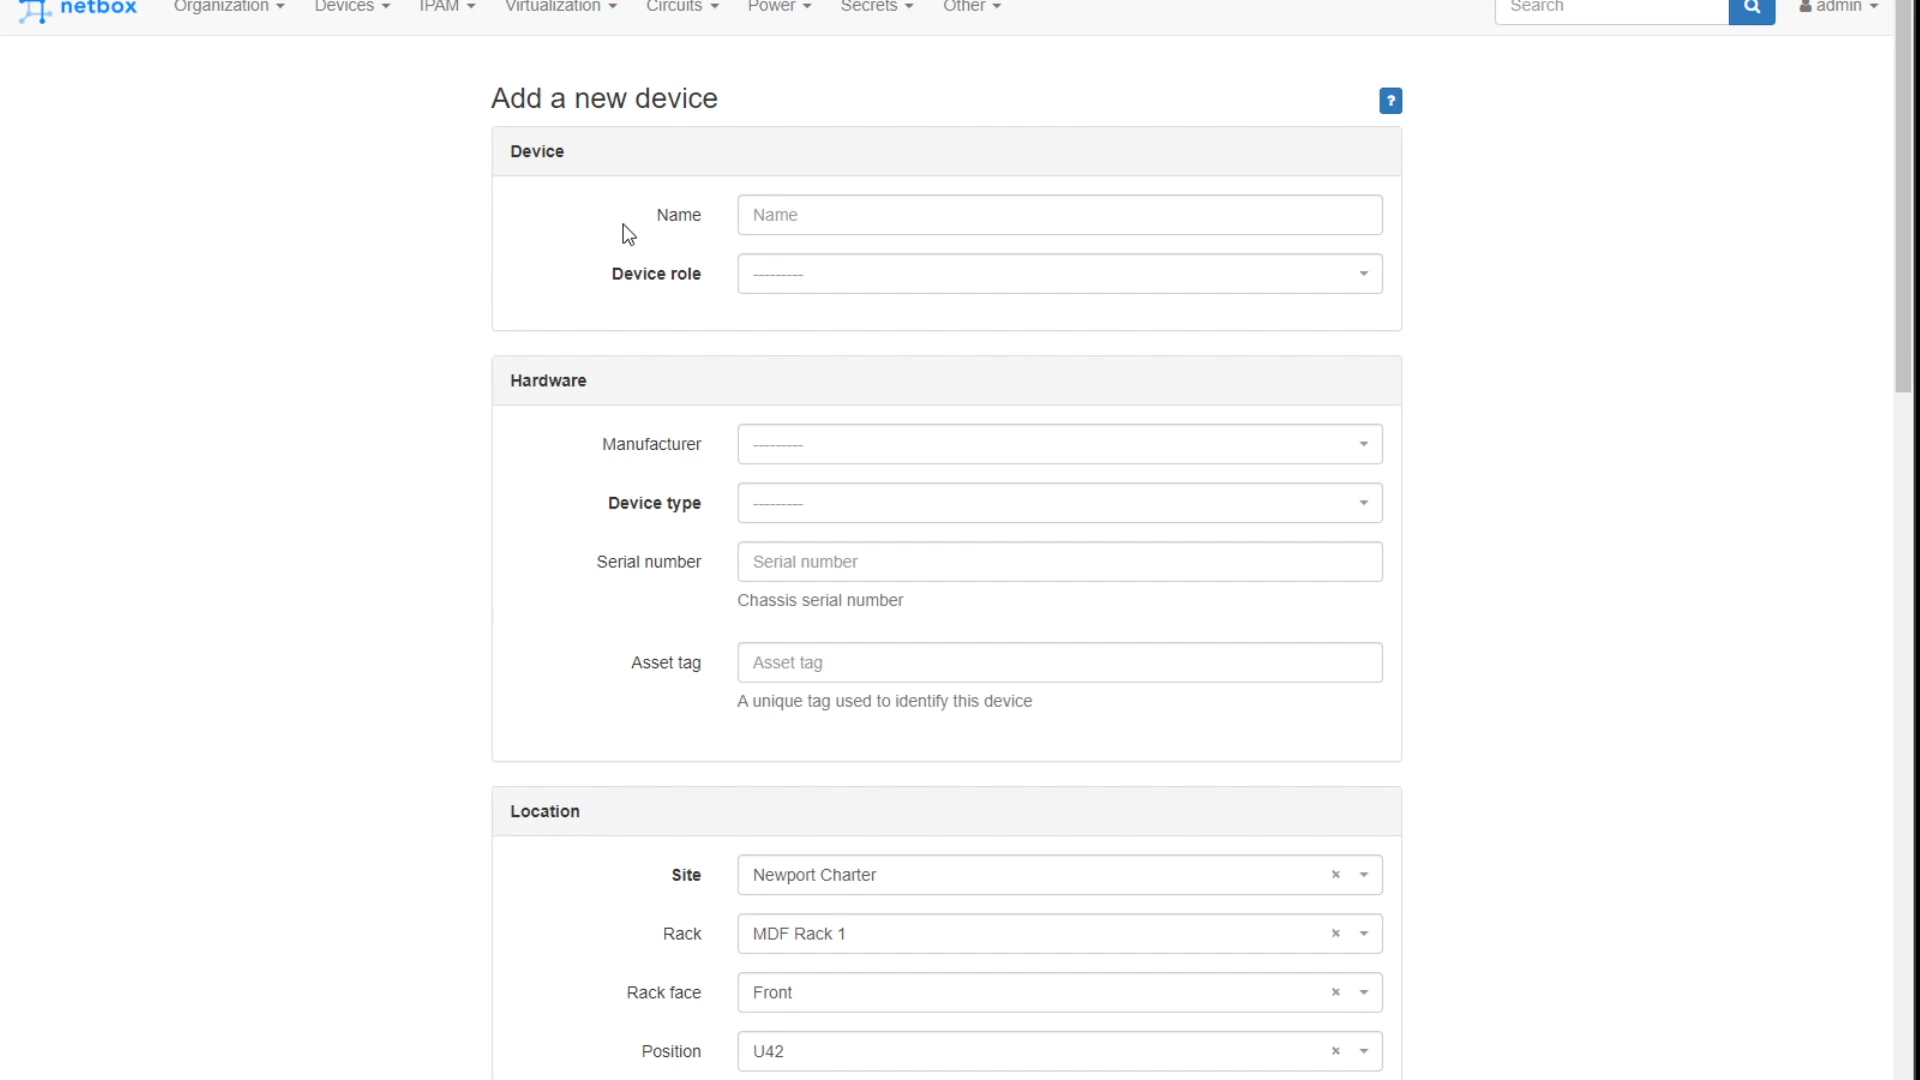 netbox Organization Devices IPAM Virtualization Circuits Power Secrets Other Search admin
Add a new device ?
Device
Name Name
Device role ---------
Hardware
Manufacturer ---------
Device type ---------
Serial number Serial number
Chassis serial number
Asset tag Asset tag
A unique tag used to identify this device
Location
Site Newport Charter ×
Rack MDF Rack 1 ×
Rack face Front ×
Position U42 ×